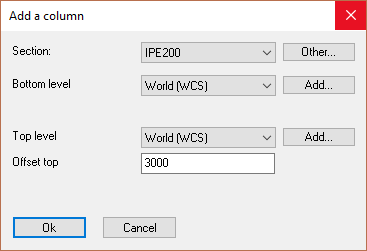 Add a column
Section: IPE200 Other...
Bottom level World (WCS) Add...
Top level World (WCS) Add...
Offset top 3000
Ok Cancel